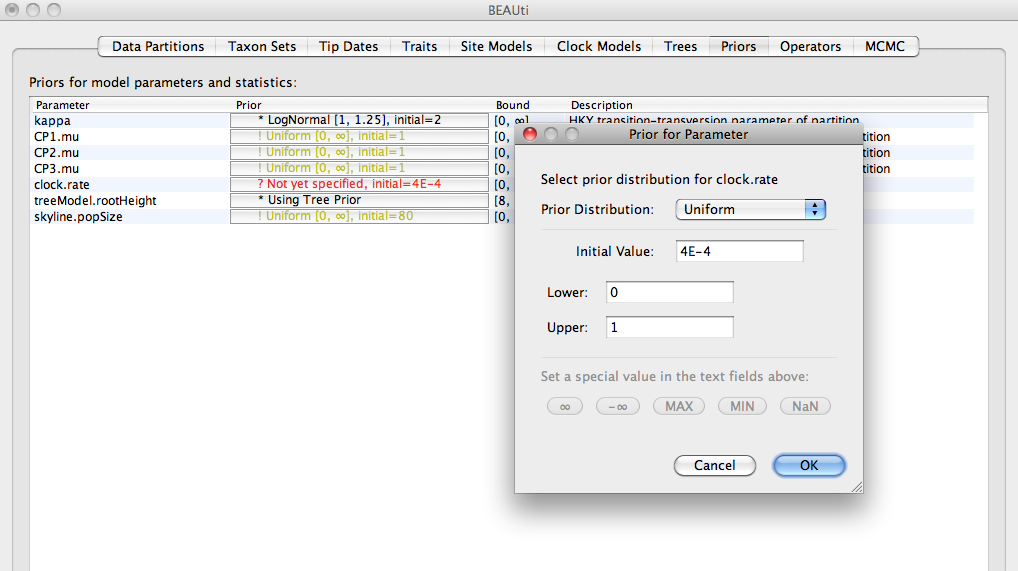 BEAUti
Data Partitions Taxon Sets Tip Dates Traits Site Models Clock Models Trees Priors Operators MCMC
Priors for model parameters and statistics:
Parameter Prior Bound Description
kappa * LogNormal [1, 1.25], initial=2 [0, ∞] HKY transition-transversion parameter of partition
CP1.mu ! Uniform [0, ∞], initial=1 [0,
CP2.mu ! Uniform [0, ∞], initial=1 [0,
CP3.mu ! Uniform [0, ∞], initial=1 [0,
clock.rate ? Not yet specified, initial=4E-4 [0,
treeModel.rootHeight * Using Tree Prior [8,
skyline.popSize ! Uniform [0, ∞], initial=80 [0,
Prior for Parameter
Select prior distribution for clock.rate
Prior Distribution: Uniform
Initial Value: 4E-4
Lower: 0
Upper: 1
Set a special value in the text fields above:
∞ -∞ MAX MIN NaN
Cancel OK